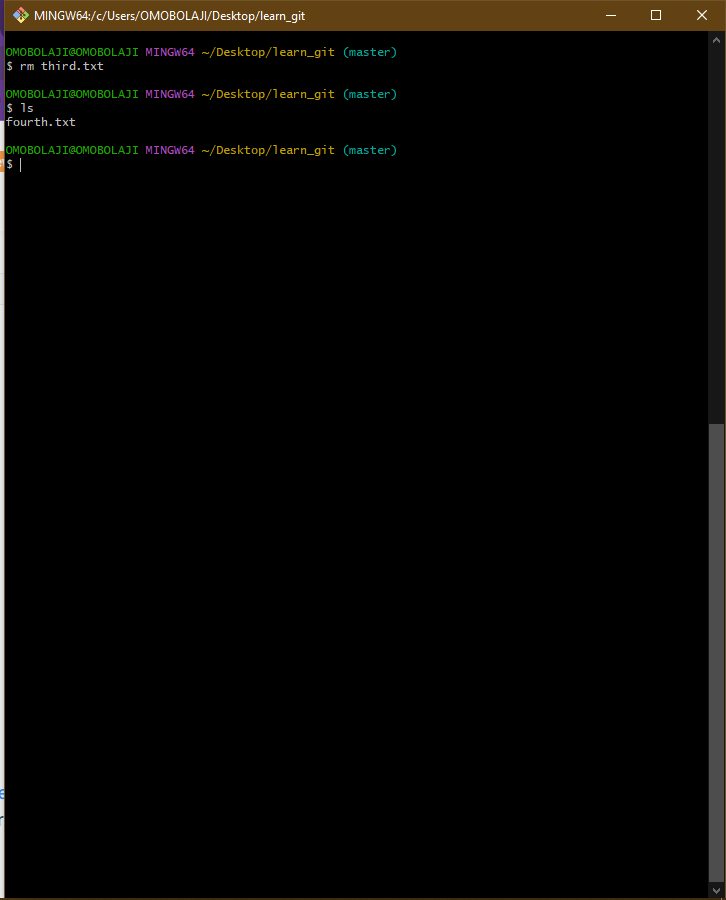 MINGW64:/c/Users/OMOBOLAJI/Desktop/learn_git
OMOBOLAJI@OMOBOLAJI MINGW64 ~/Desktop/learn_git (master)
$ rm third.txt
OMOBOLAJI@OMOBOLAJI MINGW64 ~/Desktop/learn_git (master)
$ ls
fourth.txt
OMOBOLAJI@OMOBOLAJI MINGW64 ~/Desktop/learn_git (master)
$